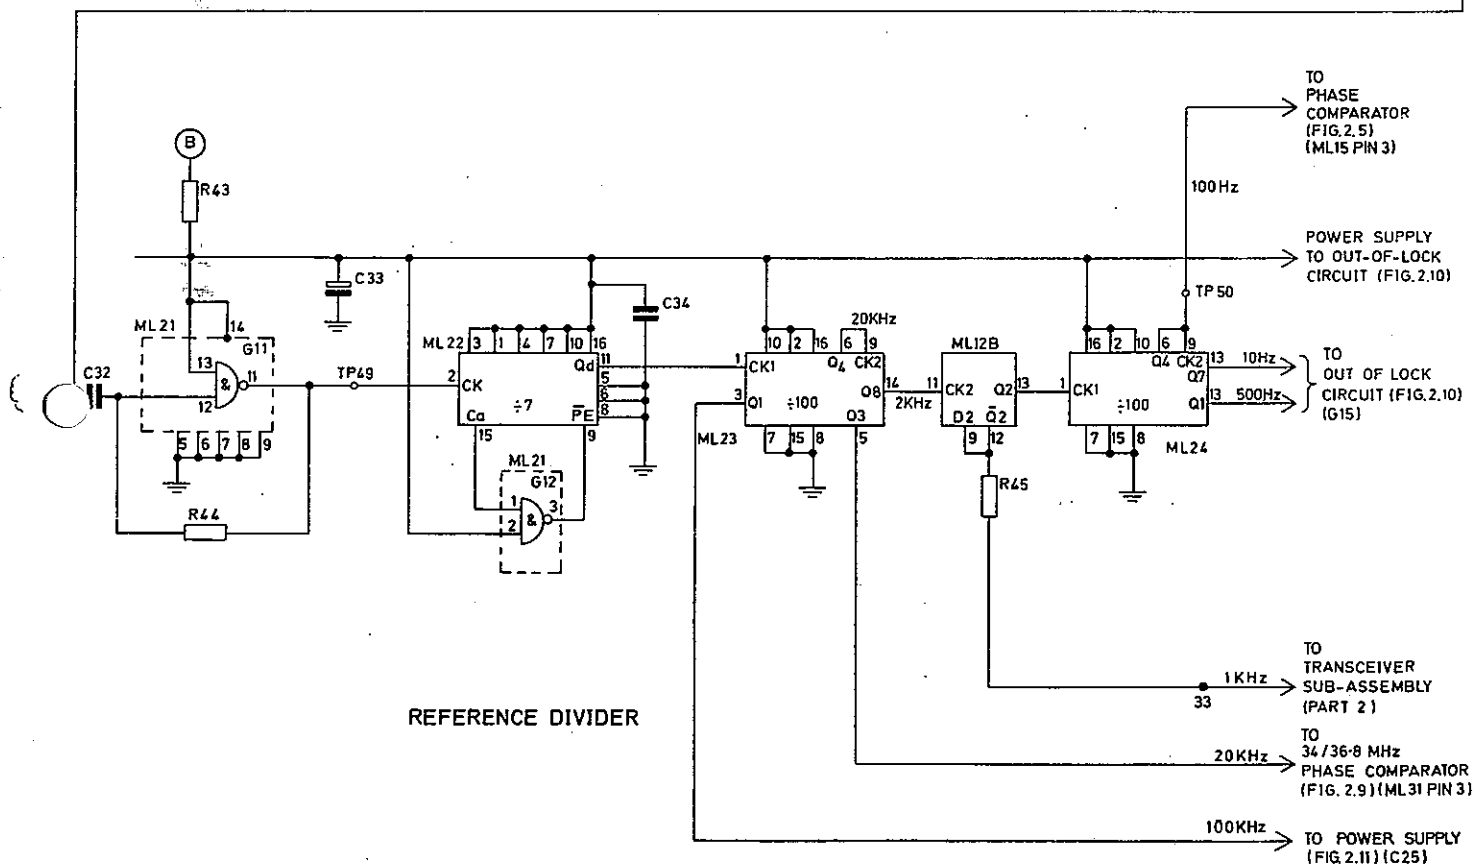 TO
PHASE
COMPARATOR
(FIG.2.5)
(ML15 PIN 3)
B
R43
100Hz
POWER SUPPLY
TO OUT-OF-LOCK
CIRCUIT (FIG.2.10)
C33
TP50
C34
ML21
14
G11
20KHz
ML22 3 1 4 7 10 16
10 2 16 6 9
Q4 CK2
ML12B
16 2 10 6 9
Q4 CK2
13
Q7
10Hz
TO
OUT OF LOCK
CIRCUIT (FIG.2.10)
(G15)
13
&
11
12
C32
TP49
2 CK
11
Qd
5
6
8
P̅E̅
÷7
Ca
15
9
1 CK1
3 Q1
÷100
Q8
14
2KHz
11
CK2
Q2
13
1
CK1
÷100
Q1
13
500Hz
Q3
5
D2 Q̅2
9 12
ML23
7 15 8
7 15 8
ML24
5 6 7 8 9
ML21
G12
1
2
&
3
R44
R45
TO
TRANSCEIVER
SUB-ASSEMBLY
(PART 2)
1KHz
33
REFERENCE DIVIDER
20KHz
TO
34/36·8 MHz
PHASE COMPARATOR
(FIG. 2.9) (ML31 PIN 3)
100KHz
TO POWER SUPPLY
(FIG.2.11) (C25)